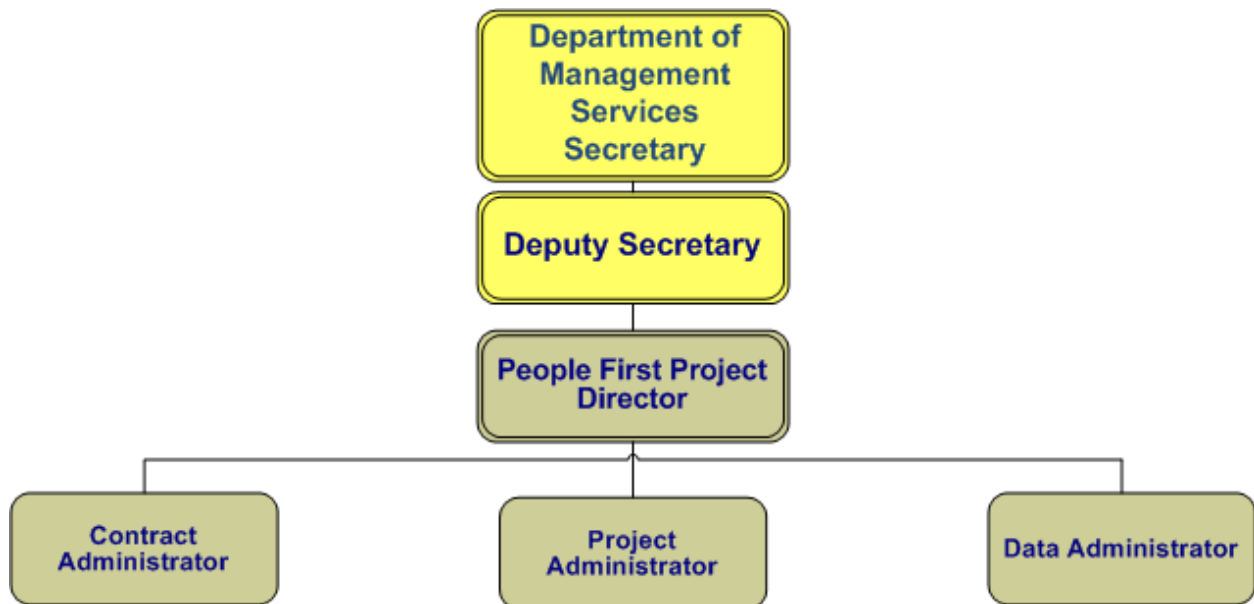 Department of
Management
Services
Secretary
Deputy Secretary
People First Project
Director
Contract
Administrator
Project
Administrator
Data Administrator